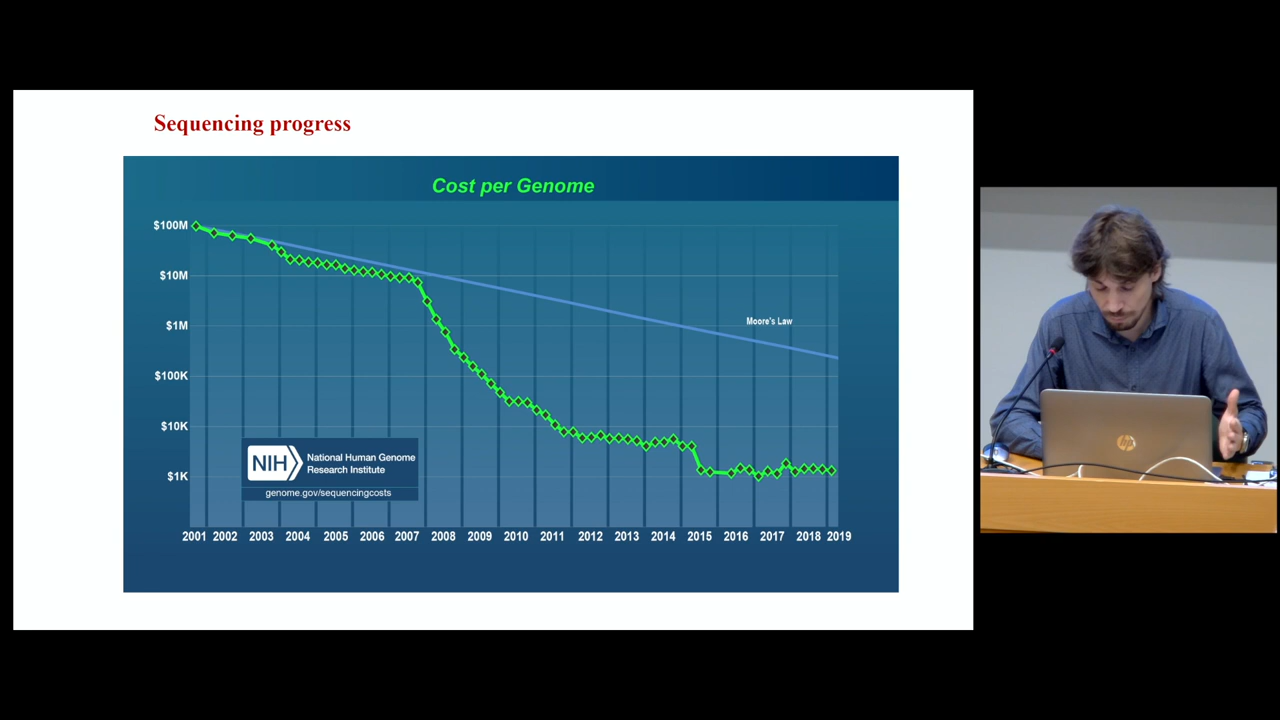 Sequencing progress
Cost per Genome
$100M
$10M
$1M
$100K
$10K
$1K
Moore's Law
NIH
National Human Genome
Research Institute
genome.gov/sequencingcosts
2001 2002 2003 2004 2005 2006 2007 2008 2009 2010 2011 2012 2013 2014 2015 2016 2017 2018 2019
hp